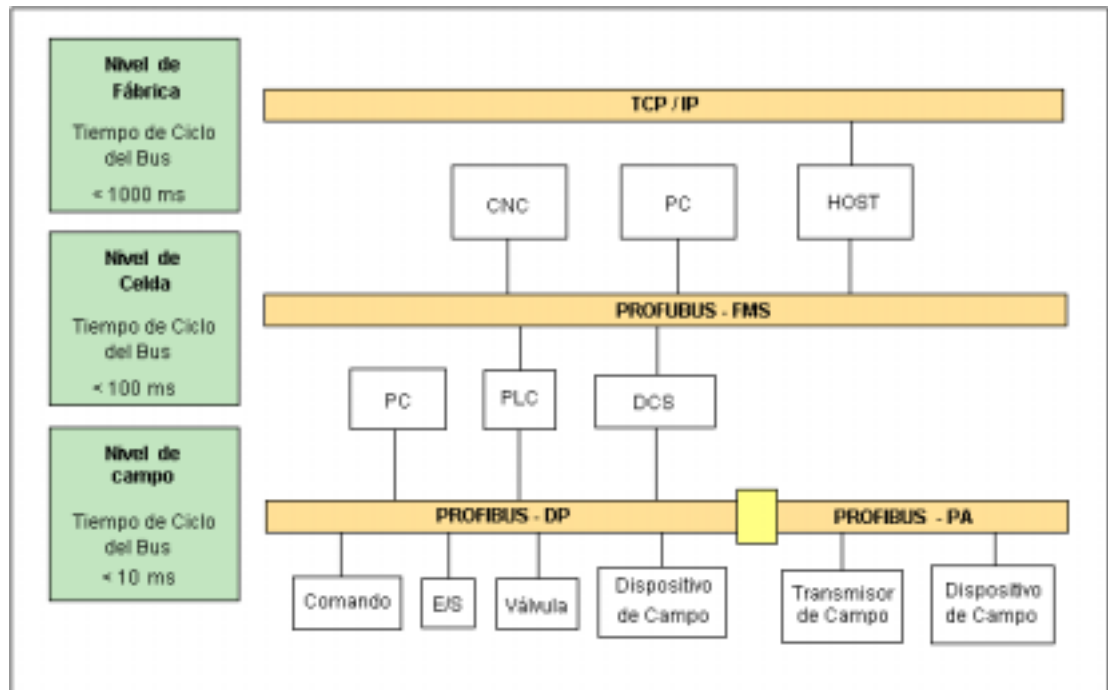 Nivel de
Fábrica
Tiempo de Ciclo
del Bus
< 1000 ms
TCP / IP
CNC
PC
HOST
Nivel de
Celda
Tiempo de Ciclo
del Bus
< 100 ms
PROFUBUS - FMS
PC
PLC
DCS
Nivel de
campo
Tiempo de Ciclo
del Bus
< 10 ms
PROFIBUS - DP
PROFIBUS - PA
Comando
E/S
Válvula
Dispositivo
de Campo
Transmisor
de Campo
Dispositivo
de Campo